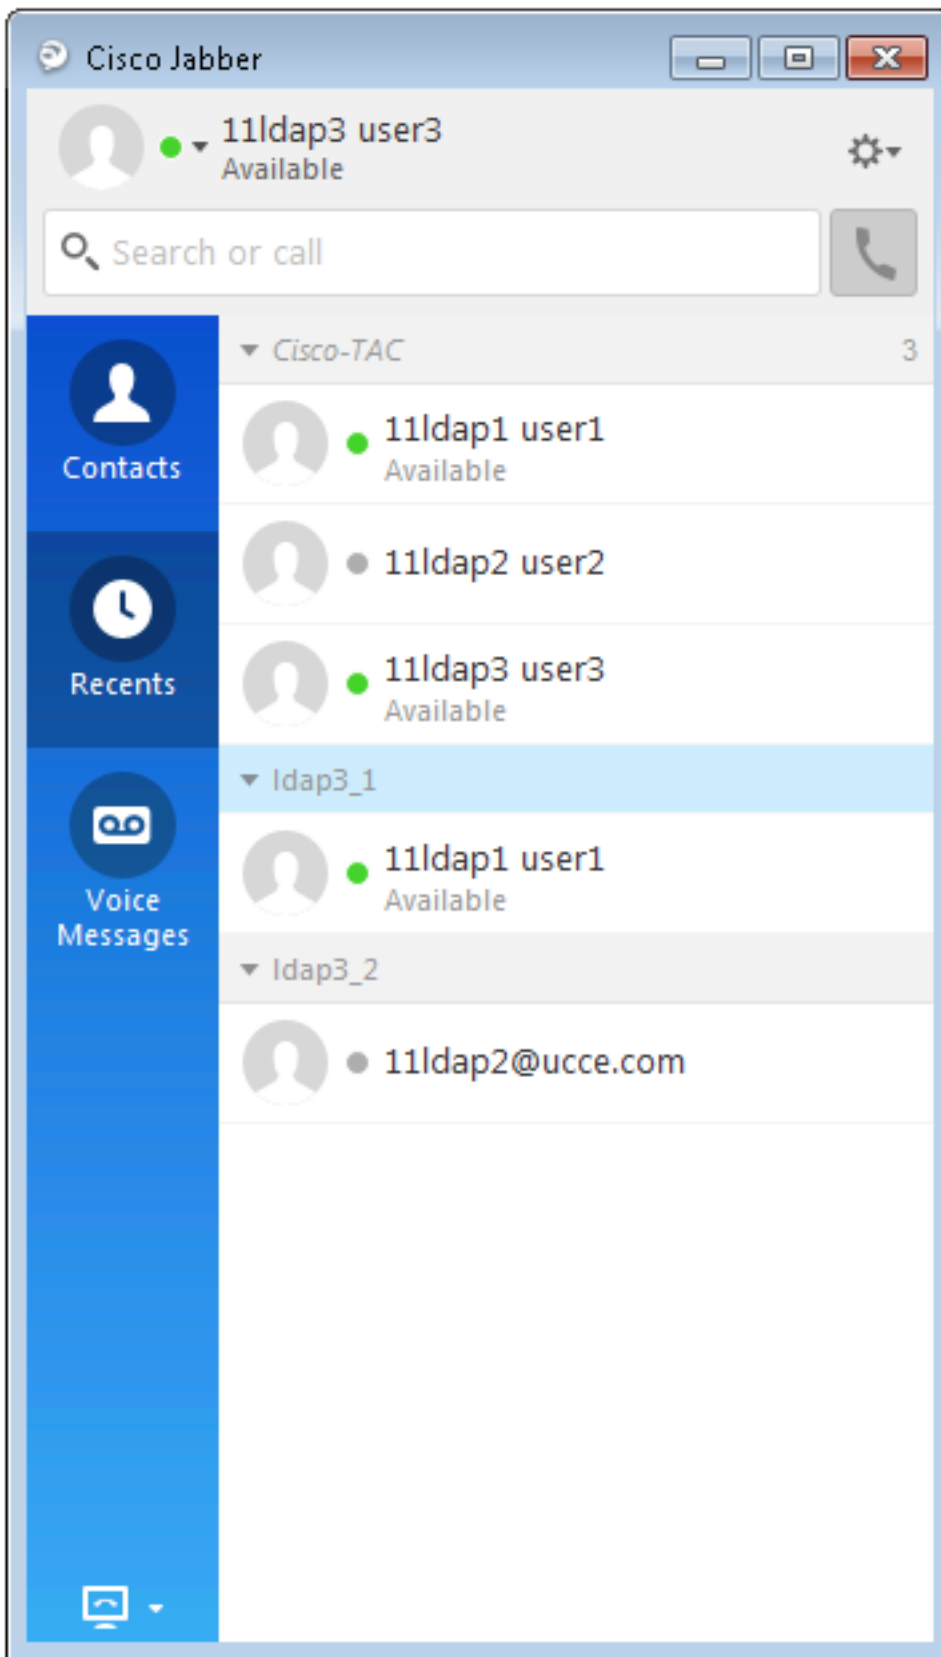 Cisco Jabber
11ldap3 user3
Available
Search or call
Contacts
Recents
Voice
Messages
Cisco-TAC 3
11ldap1 user1
Available
11ldap2 user2
11ldap3 user3
Available
ldap3_1
11ldap1 user1
Available
ldap3_2
11ldap2@ucce.com